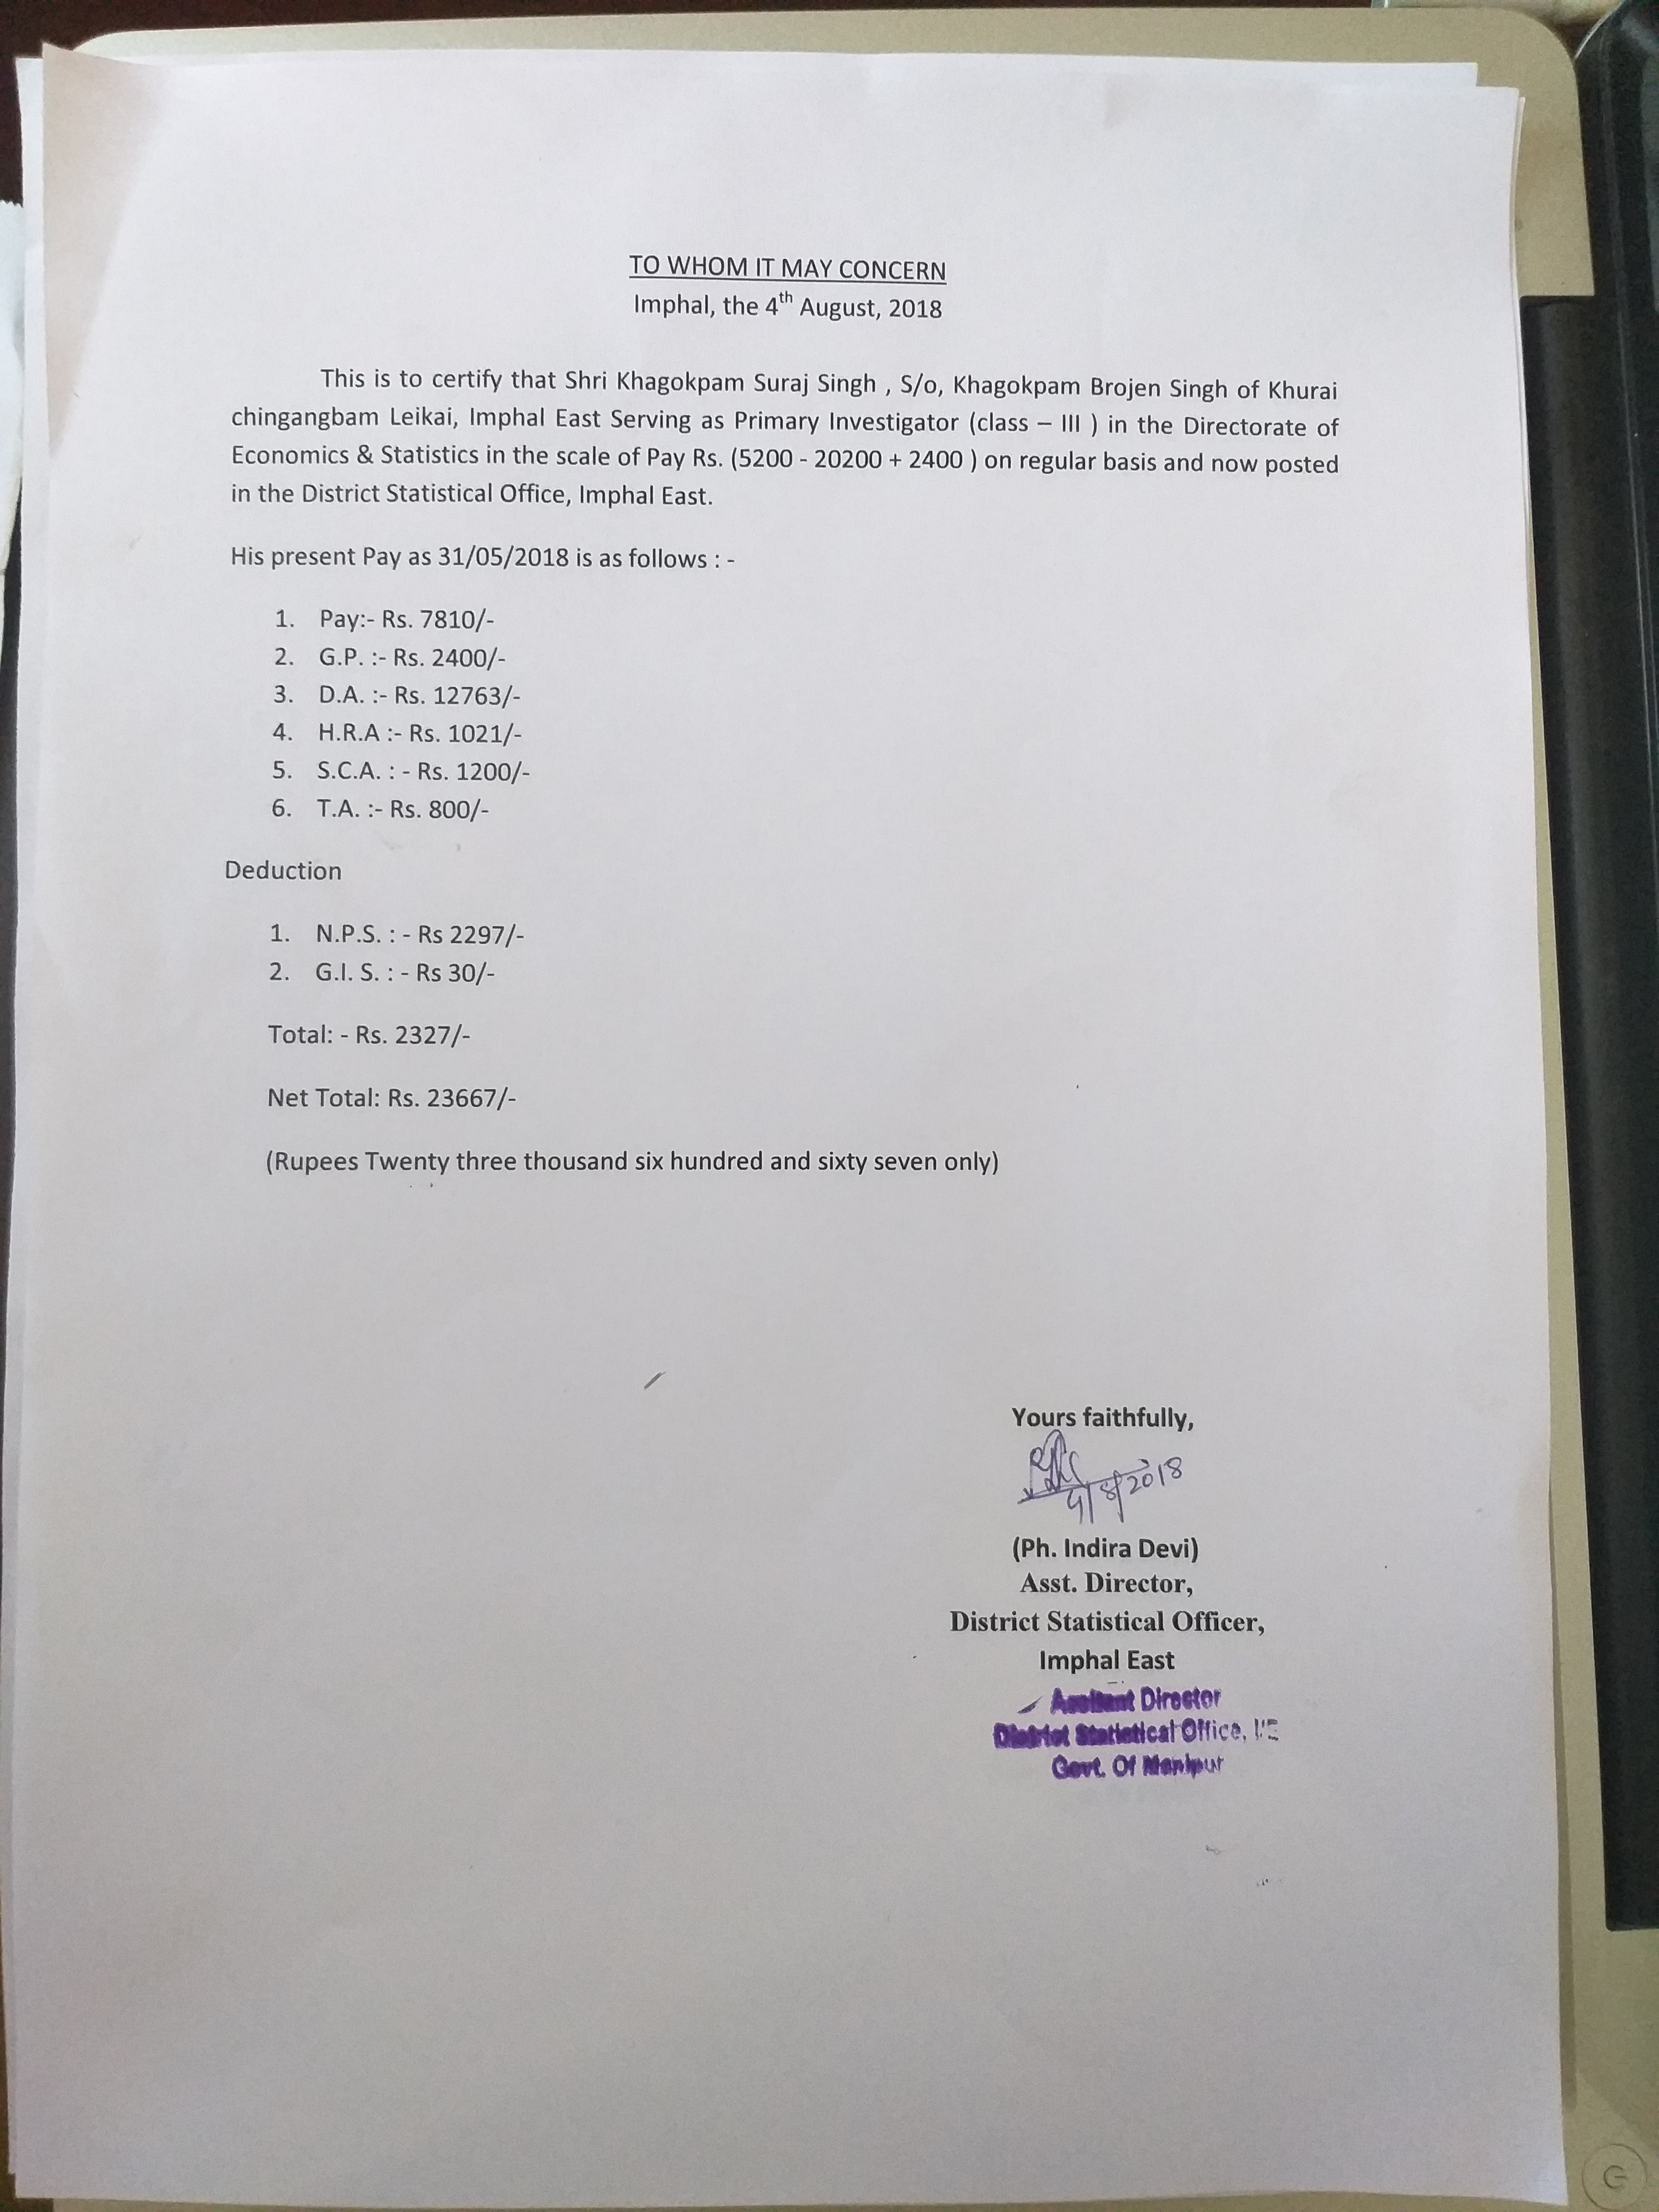 TO WHOM IT MAY CONCERN
Imphal, the 4th August, 2018
This is to certify that Shri Khagokpam Suraj Singh , S/o, Khagokpam Brojen Singh of Khurai
chingangbam Leikai, Imphal East Serving as Primary Investigator (class – III ) in the Directorate of
Economics & Statistics in the scale of Pay Rs. (5200 - 20200 + 2400 ) on regular basis and now posted
in the District Statistical Office, Imphal East.
His present Pay as 31/05/2018 is as follows : -
1. Pay:- Rs. 7810/-
2. G.P. :- Rs. 2400/-
3. D.A. :- Rs. 12763/-
4. H.R.A :- Rs. 1021/-
5. S.C.A. : - Rs. 1200/-
6. T.A. :- Rs. 800/-
Deduction
1. N.P.S. : - Rs 2297/-
2. G.I. S. : - Rs 30/-
Total: - Rs. 2327/-
Net Total: Rs. 23667/-
(Rupees Twenty three thousand six hundred and sixty seven only)
Yours faithfully,
4/8/2018
(Ph. Indira Devi)
Asst. Director,
District Statistical Officer,
Imphal East
Director
District Statistical Office, I/E
Govt. Of Manipur